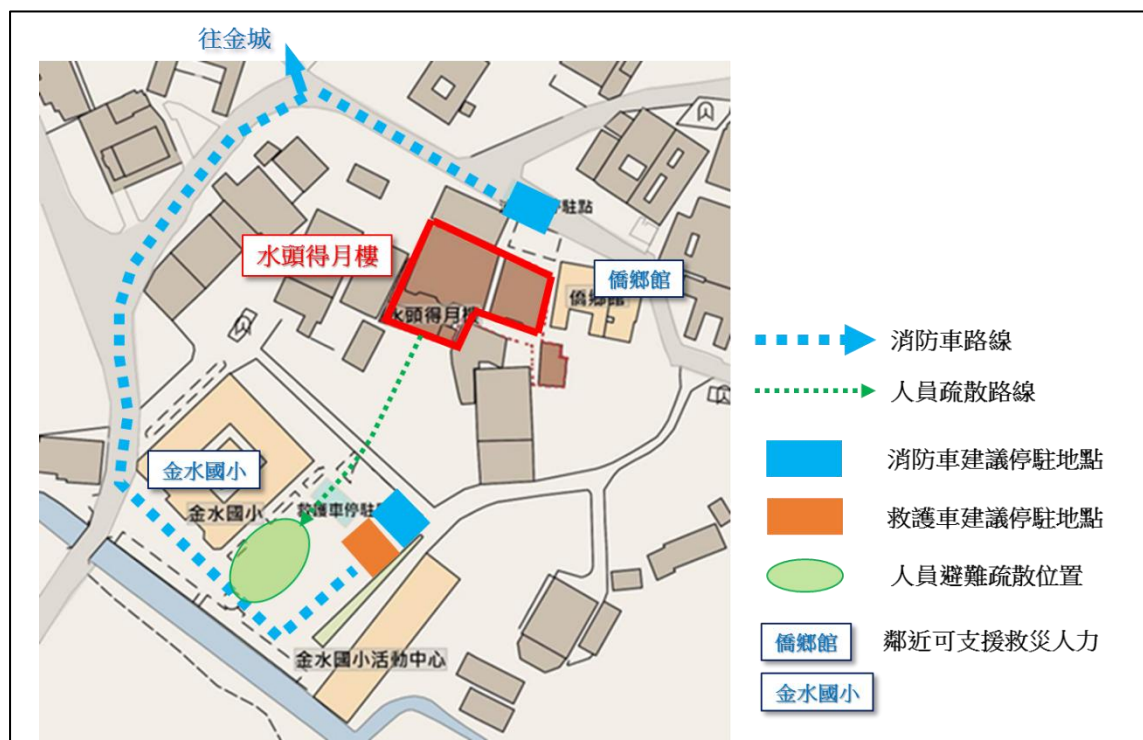 往金城
停駐點
水頭得月樓
僑鄉館
僑鄉館
水頭得月樓
消防車路線
人員疏散路線
金水國小
消防車建議停駐地點
金水國小
救護車停駐
救護車建議停駐地點
人員避難疏散位置
金水國小活動中心
僑鄉館
鄰近可支援救災人力
金水國小